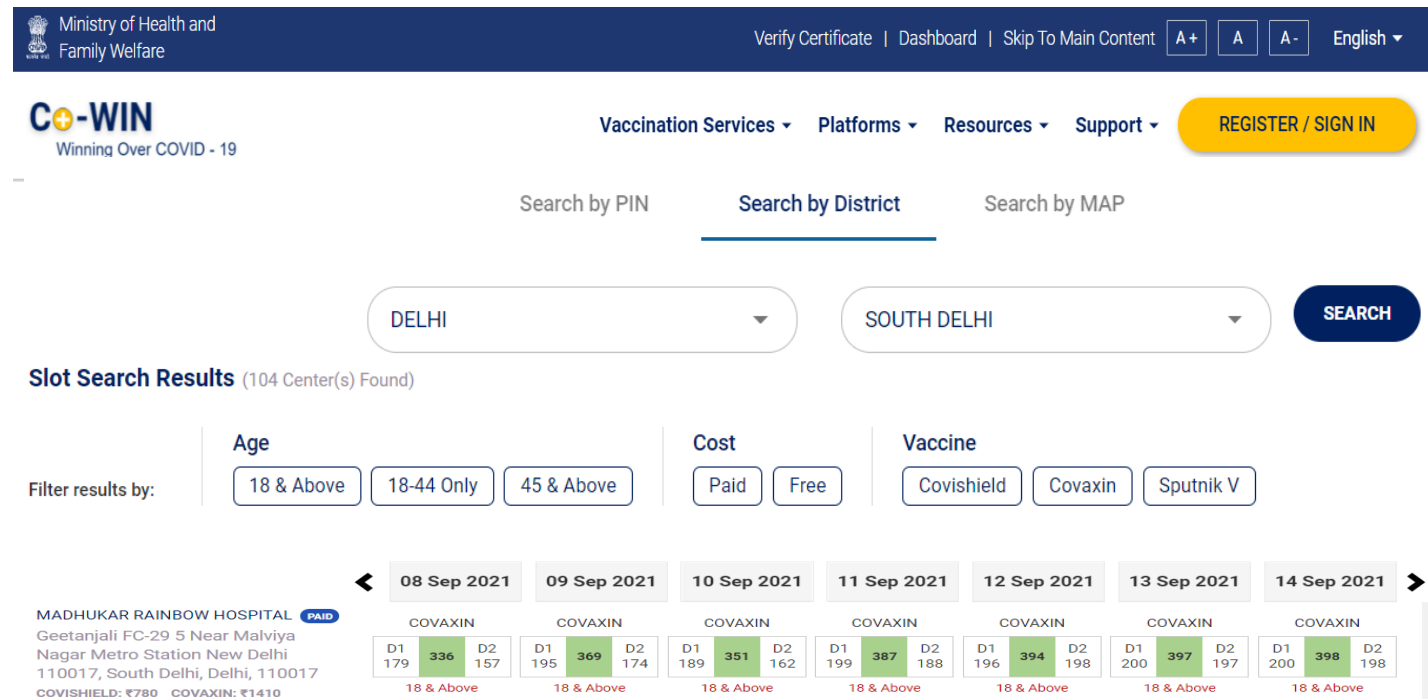 Ministry of Health and
Family Welfare
Verify Certificate | Dashboard | Skip To Main Content A+ A A- English
Co-WIN
Winning Over COVID - 19
Vaccination Services Platforms Resources Support REGISTER / SIGN IN
Search by PIN Search by District Search by MAP
DELHI SOUTH DELHI SEARCH
Slot Search Results (104 Center(s) Found)
Filter results by:
Age
18 & Above 18-44 Only 45 & Above
Cost
Paid Free
Vaccine
Covishield Covaxin Sputnik V
08 Sep 2021 09 Sep 2021 10 Sep 2021 11 Sep 2021 12 Sep 2021 13 Sep 2021 14 Sep 2021
MADHUKAR RAINBOW HOSPITAL PAID
Geetanjali FC-29 5 Near Malviya
Nagar Metro Station New Delhi
110017, South Delhi, Delhi, 110017
COVISHIELD: ₹780 COVAXIN: ₹1410
COVAXIN COVAXIN COVAXIN COVAXIN COVAXIN COVAXIN COVAXIN
D1 D2 D1 D2 D1 D2 D1 D2 D1 D2 D1 D2 D1 D2
179 336 157 195 369 174 189 351 162 199 387 188 196 394 198 200 397 197 200 398 198
18 & Above 18 & Above 18 & Above 18 & Above 18 & Above 18 & Above 18 & Above